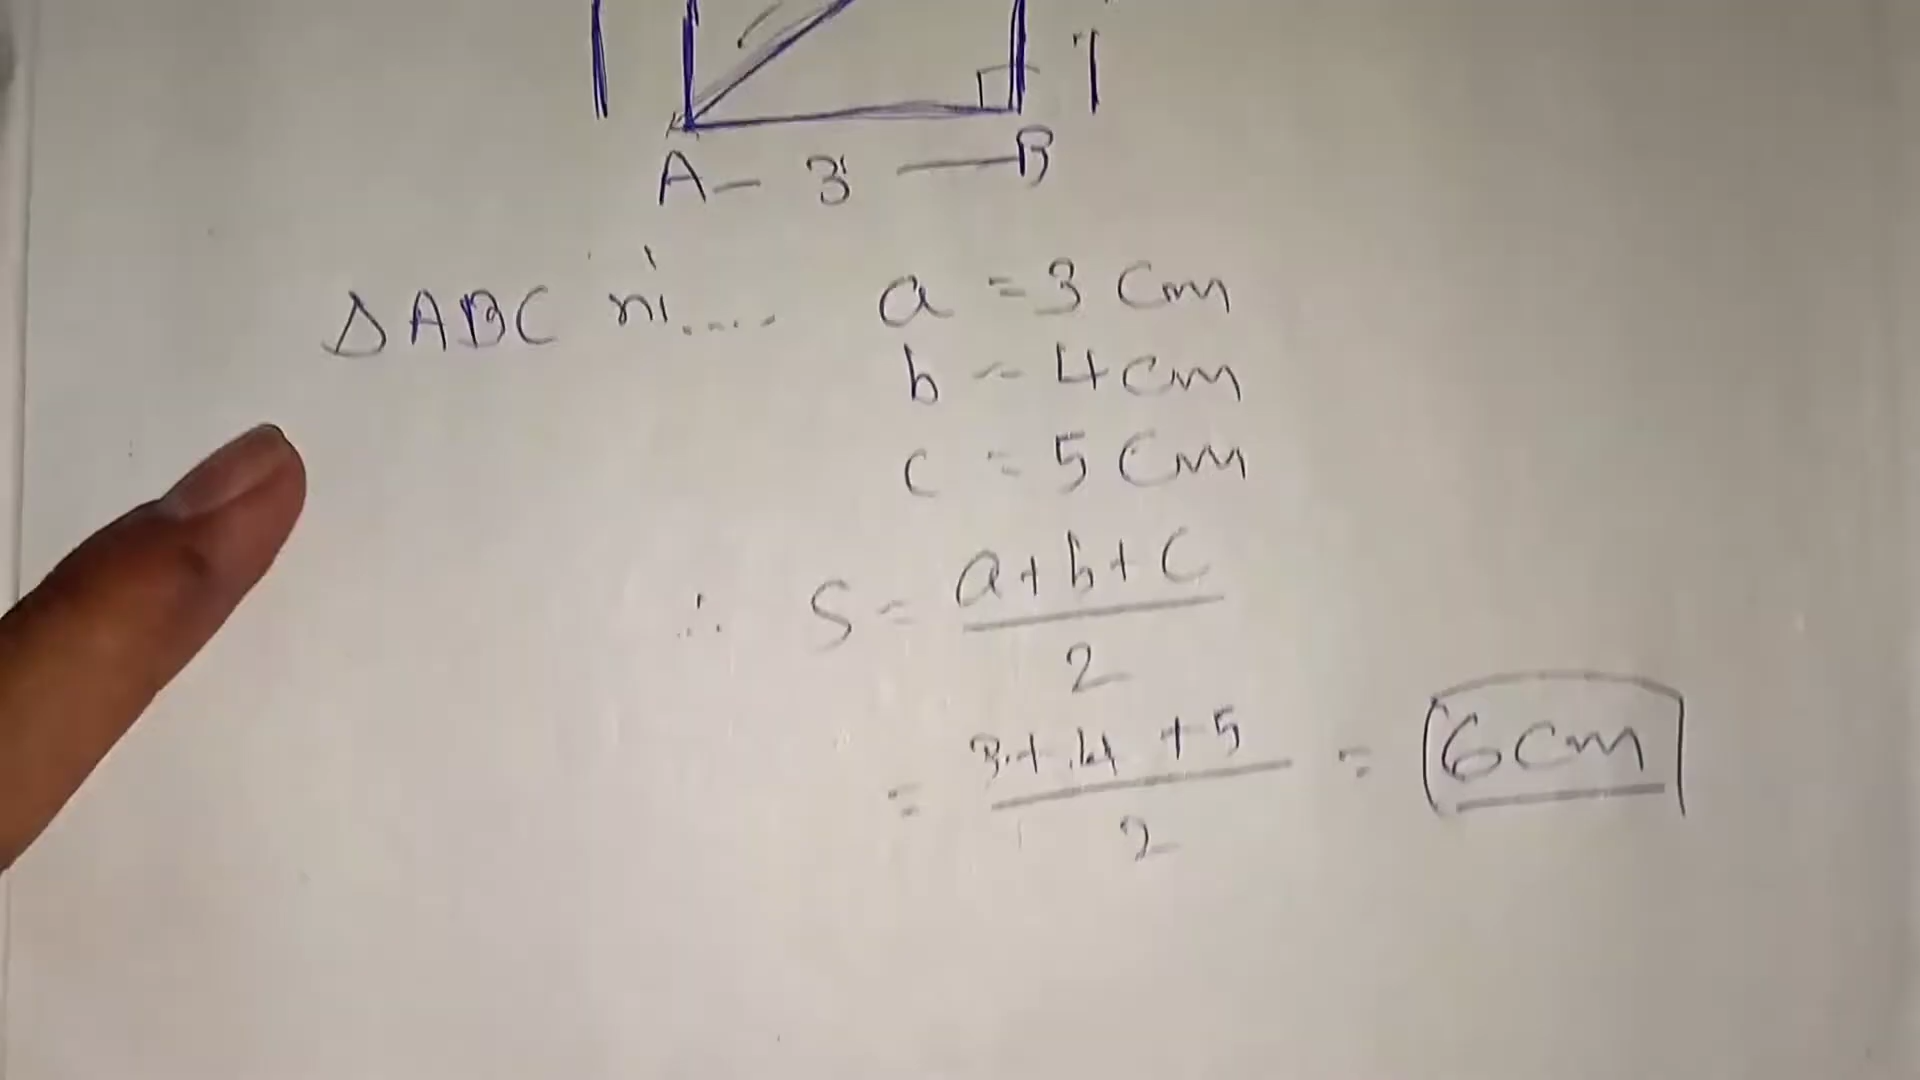 A - 3 - B
ΔABC ni.... a = 3 cm
b = 4 cm
c = 5 cm
∴ S = a + b + c
2
= 3 + 4 + 5 = 6 cm
2